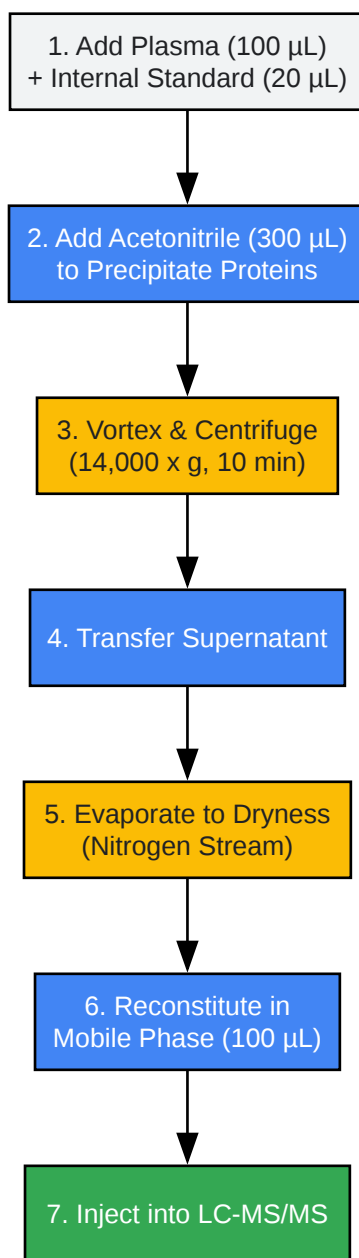 1. Add Plasma (100 µL)
+ Internal Standard (20 µL)
2. Add Acetonitrile (300 µL)
to Precipitate Proteins
3. Vortex & Centrifuge
(14,000 x g, 10 min)
4. Transfer Supernatant
5. Evaporate to Dryness
(Nitrogen Stream)
6. Reconstitute in
Mobile Phase (100 µL)
7. Inject into LC-MS/MS